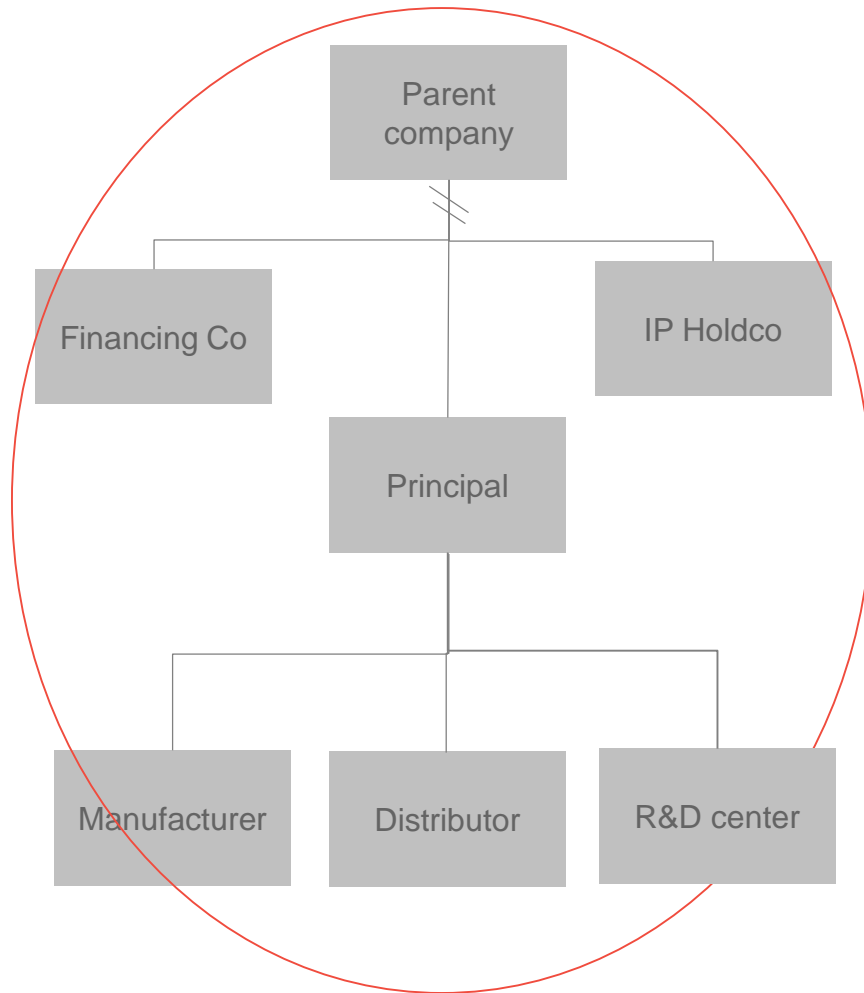 Parent
company
Financing Co
IP Holdco
Principal
Manufacturer
Distributor
R&D center